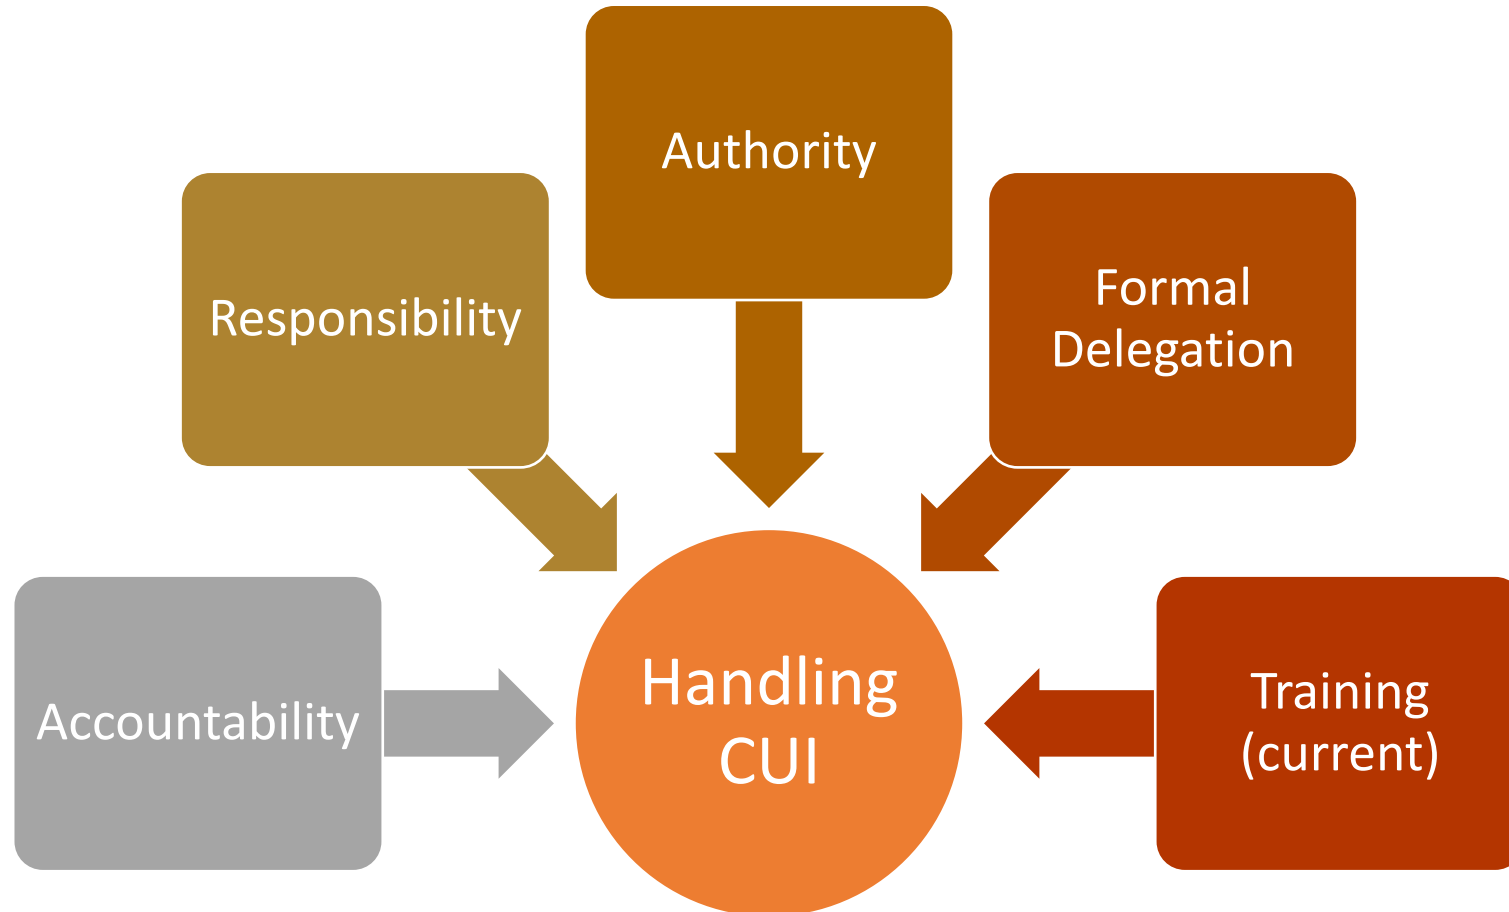 Authority
Responsibility
Formal
Delegation
Accountability
Handling
CUI
Training
(current)